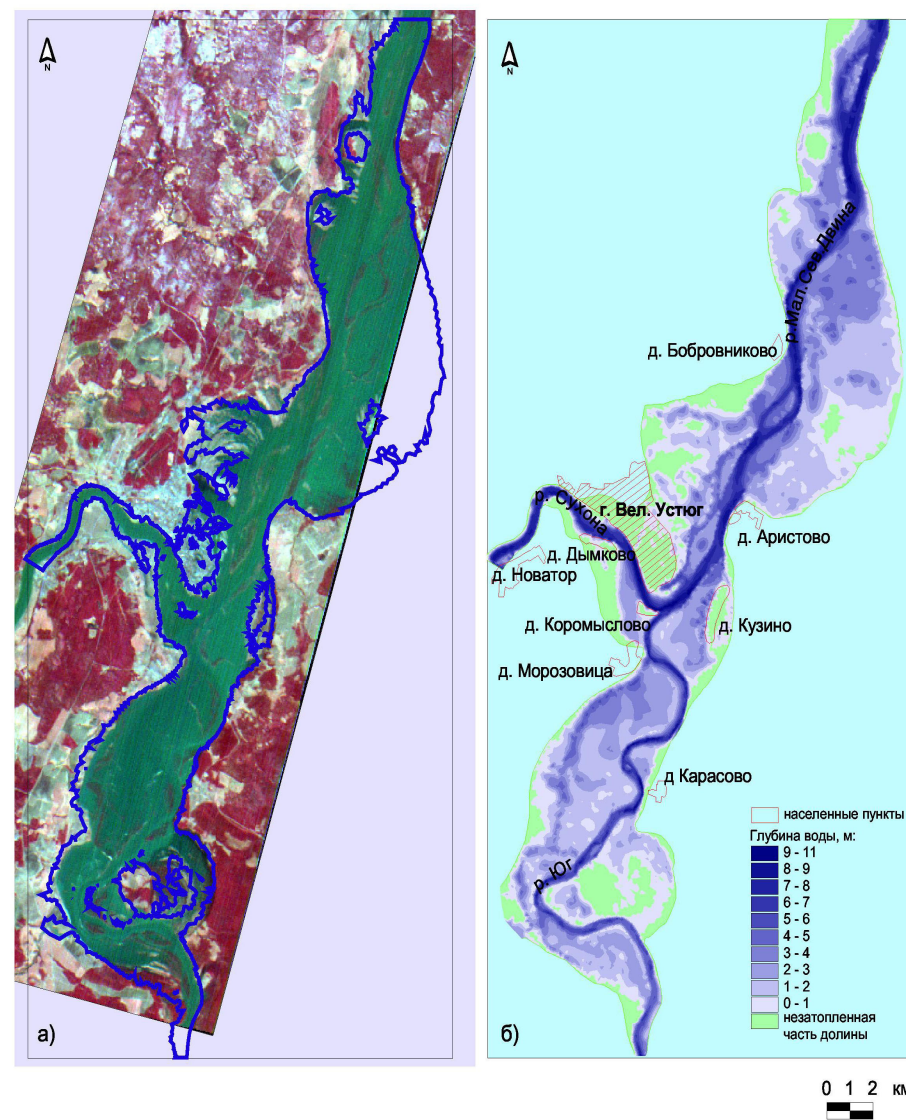 N
N
р. Мал. Сев. Двина
д. Бобровниково
р. Сухона
г. Вел. Устюг
д. Аристово
д. Дымково
д. Новатор
д. Коромыслово
д. Кузино
д. Морозовица
д Карасово
р. Юг
населенные пункты
Глубина воды, м:
9 - 11
8 - 9
7 - 8
6 - 7
5 - 6
4 - 5
3 - 4
2 - 3
1 - 2
0 - 1
незатопленная
часть долины
а)
б)
0 1 2 км